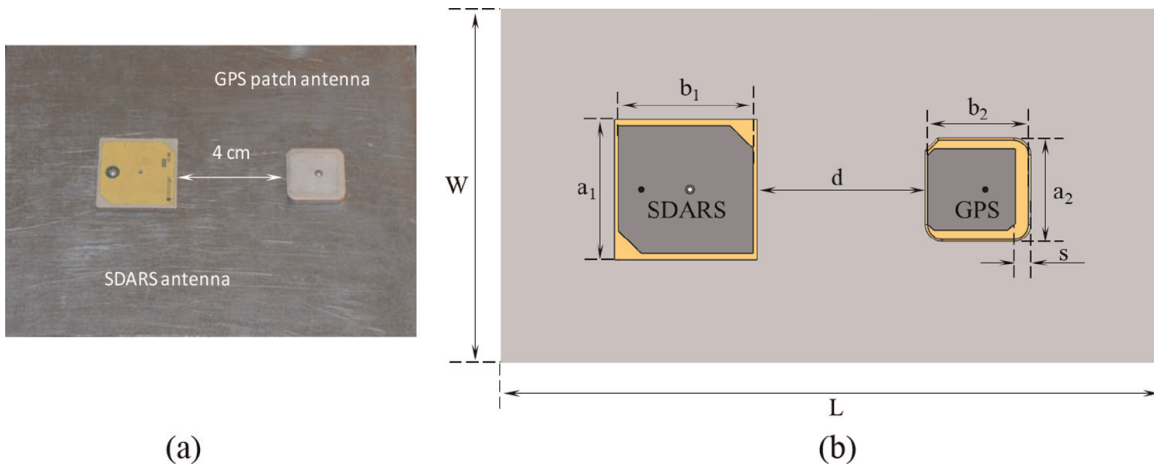 GPS patch antenna
4 cm
SDARS antenna
(a)
W
a1
b1
SDARS
d
b2
GPS
a2
s
L
(b)